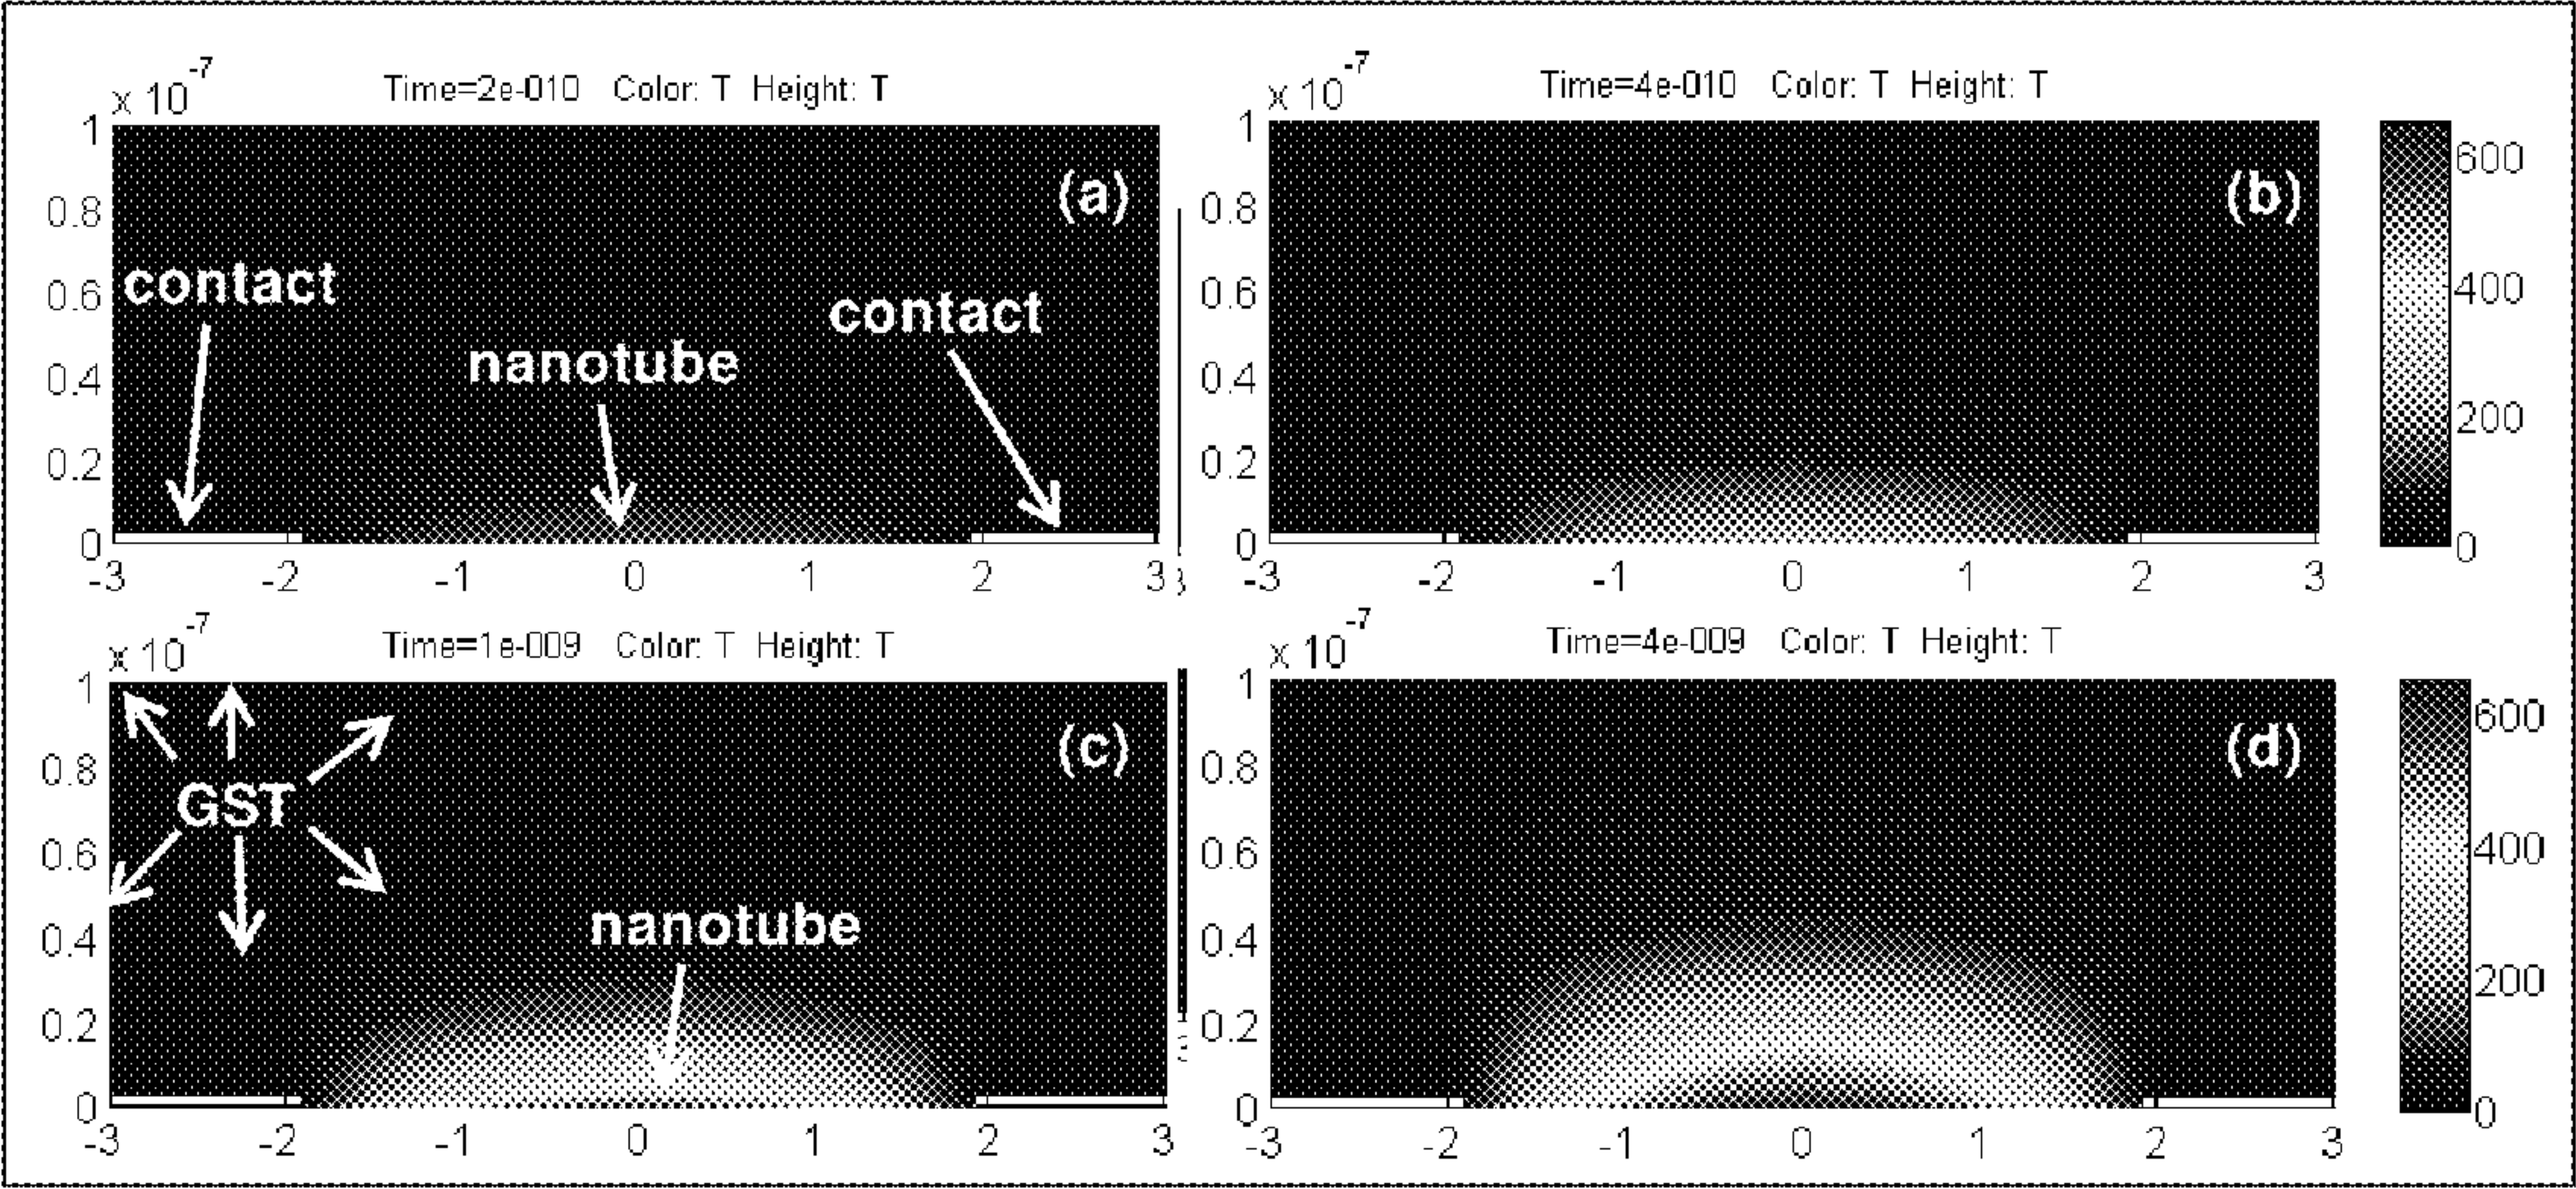 x 10^-7
Time=2e-010 Color: T Height: T
1
0.8
0.6
0.4
0.2
0
-3 -2 -1 0 1 2 3
(a)
contact
contact
nanotube
x 10^-7
Time=4e-010 Color: T Height: T
1
0.8
0.6
0.4
0.2
0
-3 -2 -1 0 1 2 3
(b)
600
400
200
0
x 10^-7
Time=1e-009 Color: T Height: T
1
0.8
0.6
0.4
0.2
0
-3 -2 -1 0 1 2 3
(c)
GST
nanotube
x 10^-7
Time=4e-009 Color: T Height: T
1
0.8
0.6
0.4
0.2
0
-3 -2 -1 0 1 2 3
(d)
600
400
200
0